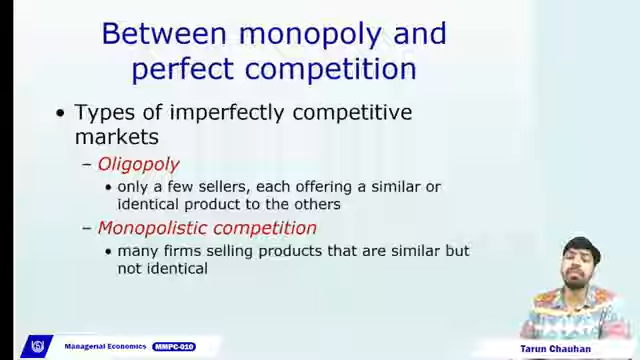 Between monopoly and
perfect competition
• Types of imperfectly competitive
markets
– Oligopoly
• only a few sellers, each offering a similar or
identical product to the others
– Monopolistic competition
• many firms selling products that are similar but
not identical
Managerial Economics MMPC-010
Tarun Chauhan